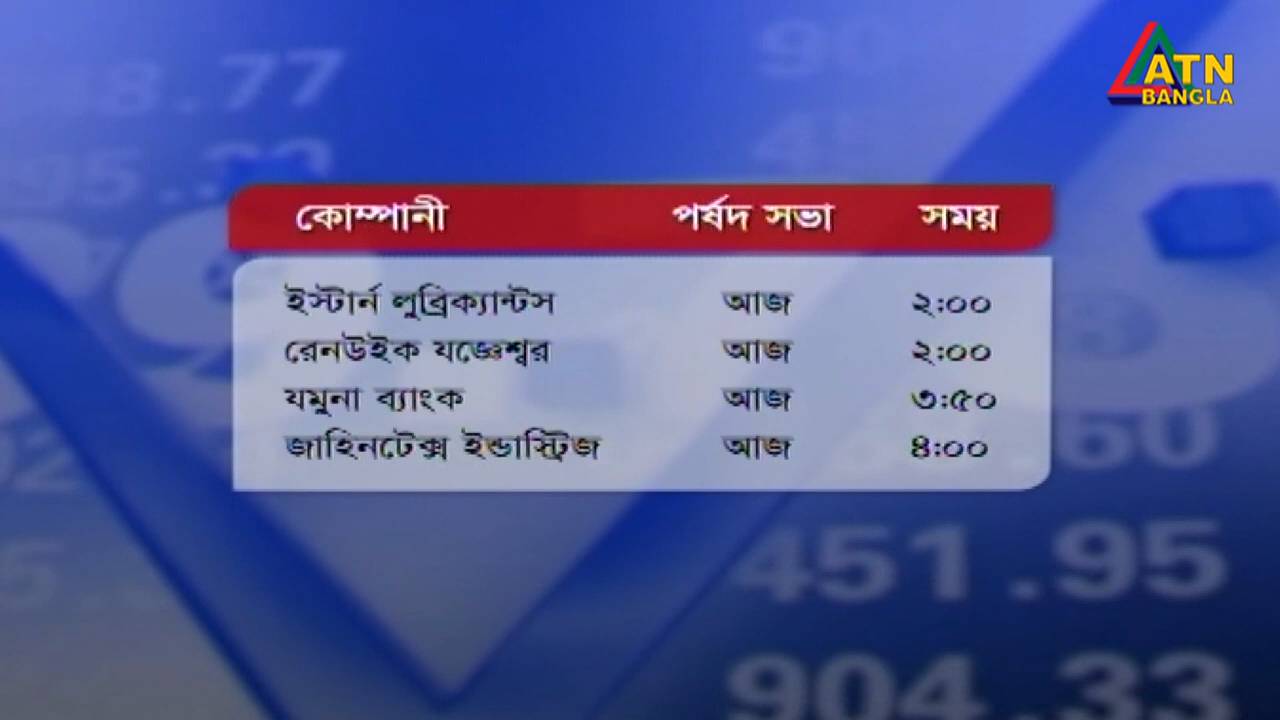 ATN
BANGLA
কোম্পানী পর্ষদ সভা সময়
ইস্টার্ন লুব্রিক্যান্টস আজ ২:০০
রেনউইক যজ্ঞেশ্বর আজ ২:০০
যমুনা ব্যাংক আজ ৩:৫০
জাহিনটেক্স ইন্ডাস্ট্রিজ আজ ৪:০০
451.95
904.33